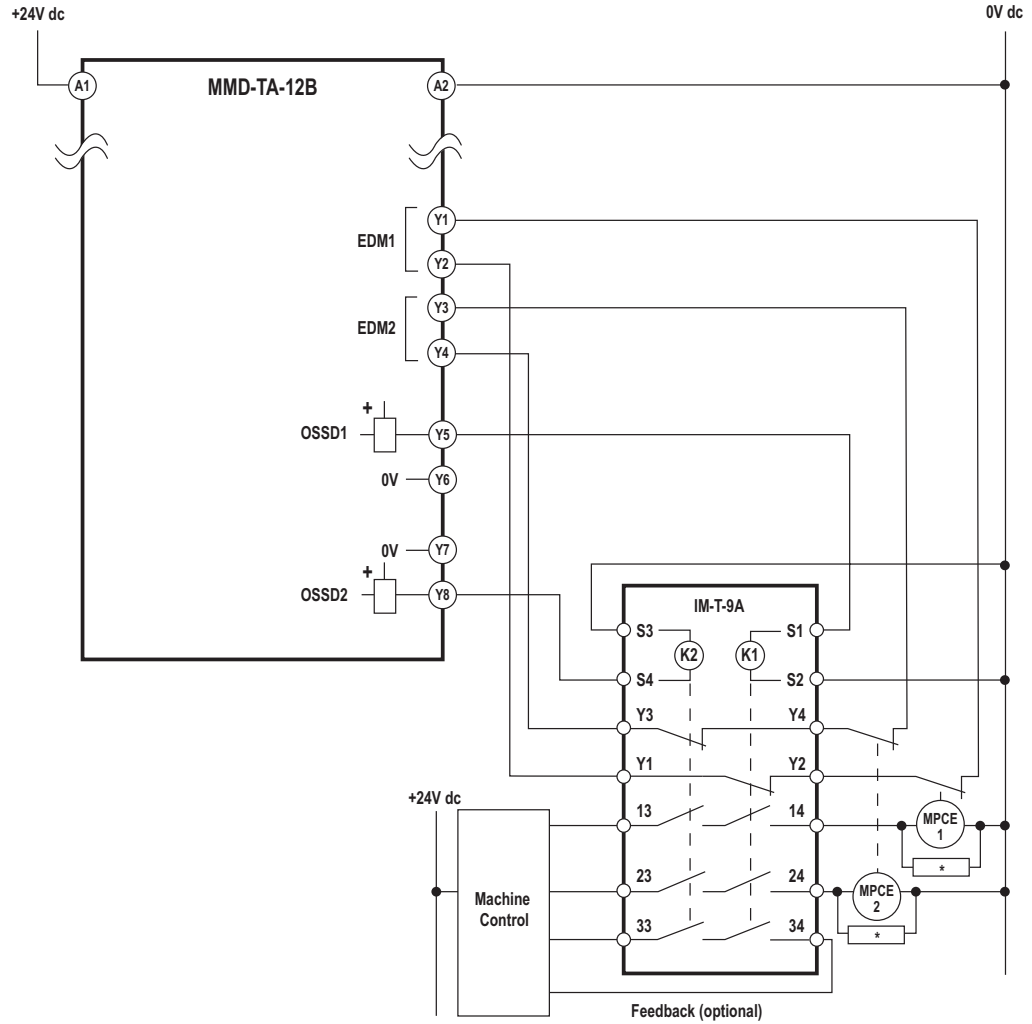 +24V dc
0V dc
A1
MMD-TA-12B
A2
Y1
EDM1
Y2
Y3
EDM2
Y4
+
OSSD1
Y5
0V
Y6
0V
Y7
+
OSSD2
Y8
IM-T-9A
S3
S1
K2
K1
S4
S2
Y3
Y4
Y1
Y2
+24V dc
13
14
MPCE
1
*
23
24
MPCE
2
Machine
Control
33
34
*
Feedback (optional)